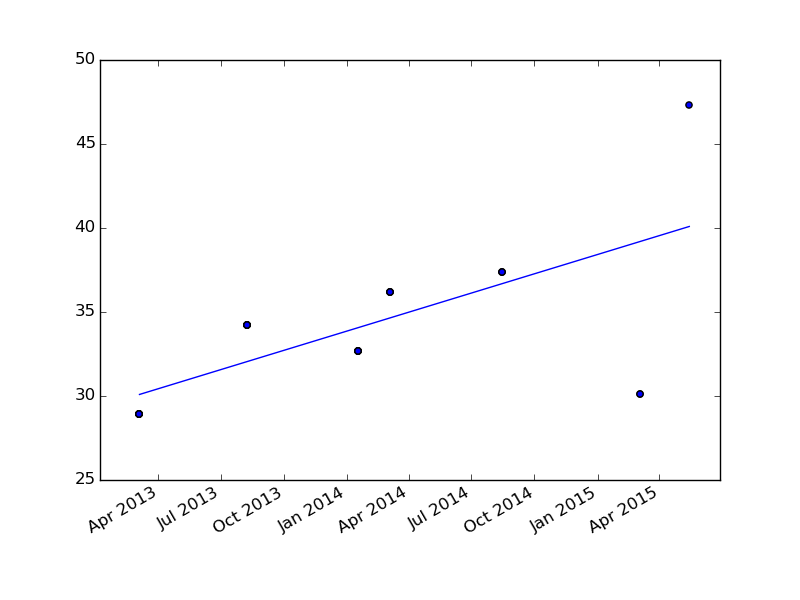 50
45
40
35
30
25
Apr 2013
Jul 2013
Oct 2013
Jan 2014
Apr 2014
Jul 2014
Oct 2014
Jan 2015
Apr 2015